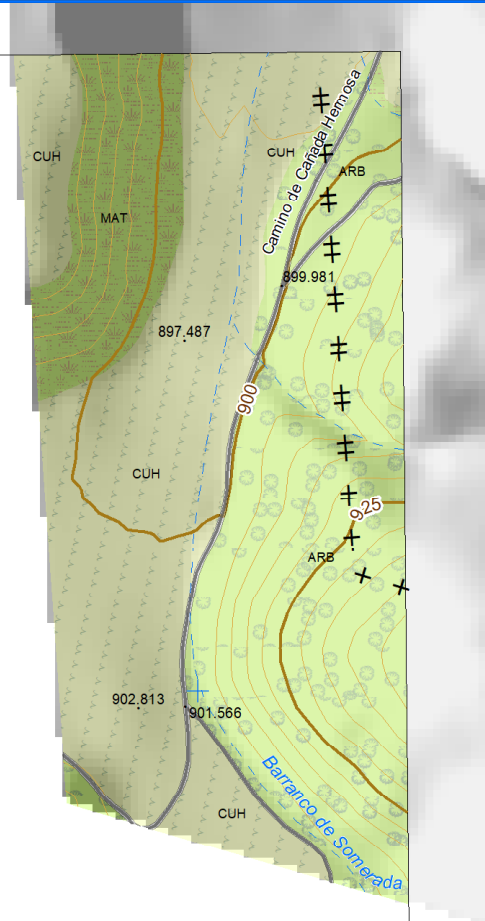 CUH
CUH
Camino de Cañada Hermosa
ARB
MAT
899.981
897.487
900
CUH
925
ARB
902.813
901.566
Barranco de Somerada
CUH